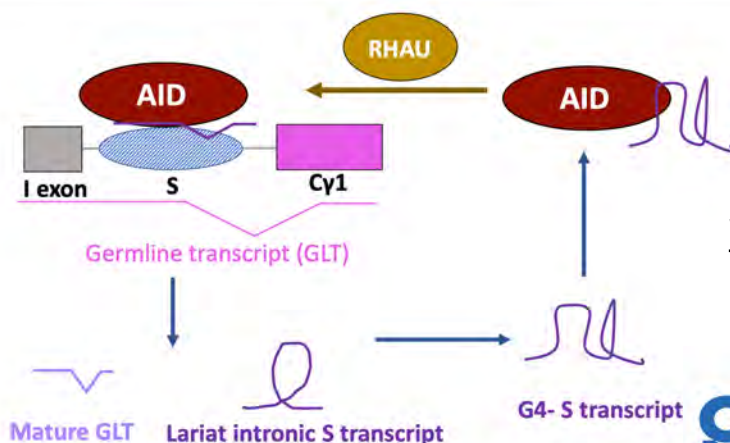 RHAU
AID
AID
I exon
S
Cγ1
Germline transcript (GLT)
G4- S transcript
Mature GLT
Lariat intronic S transcript